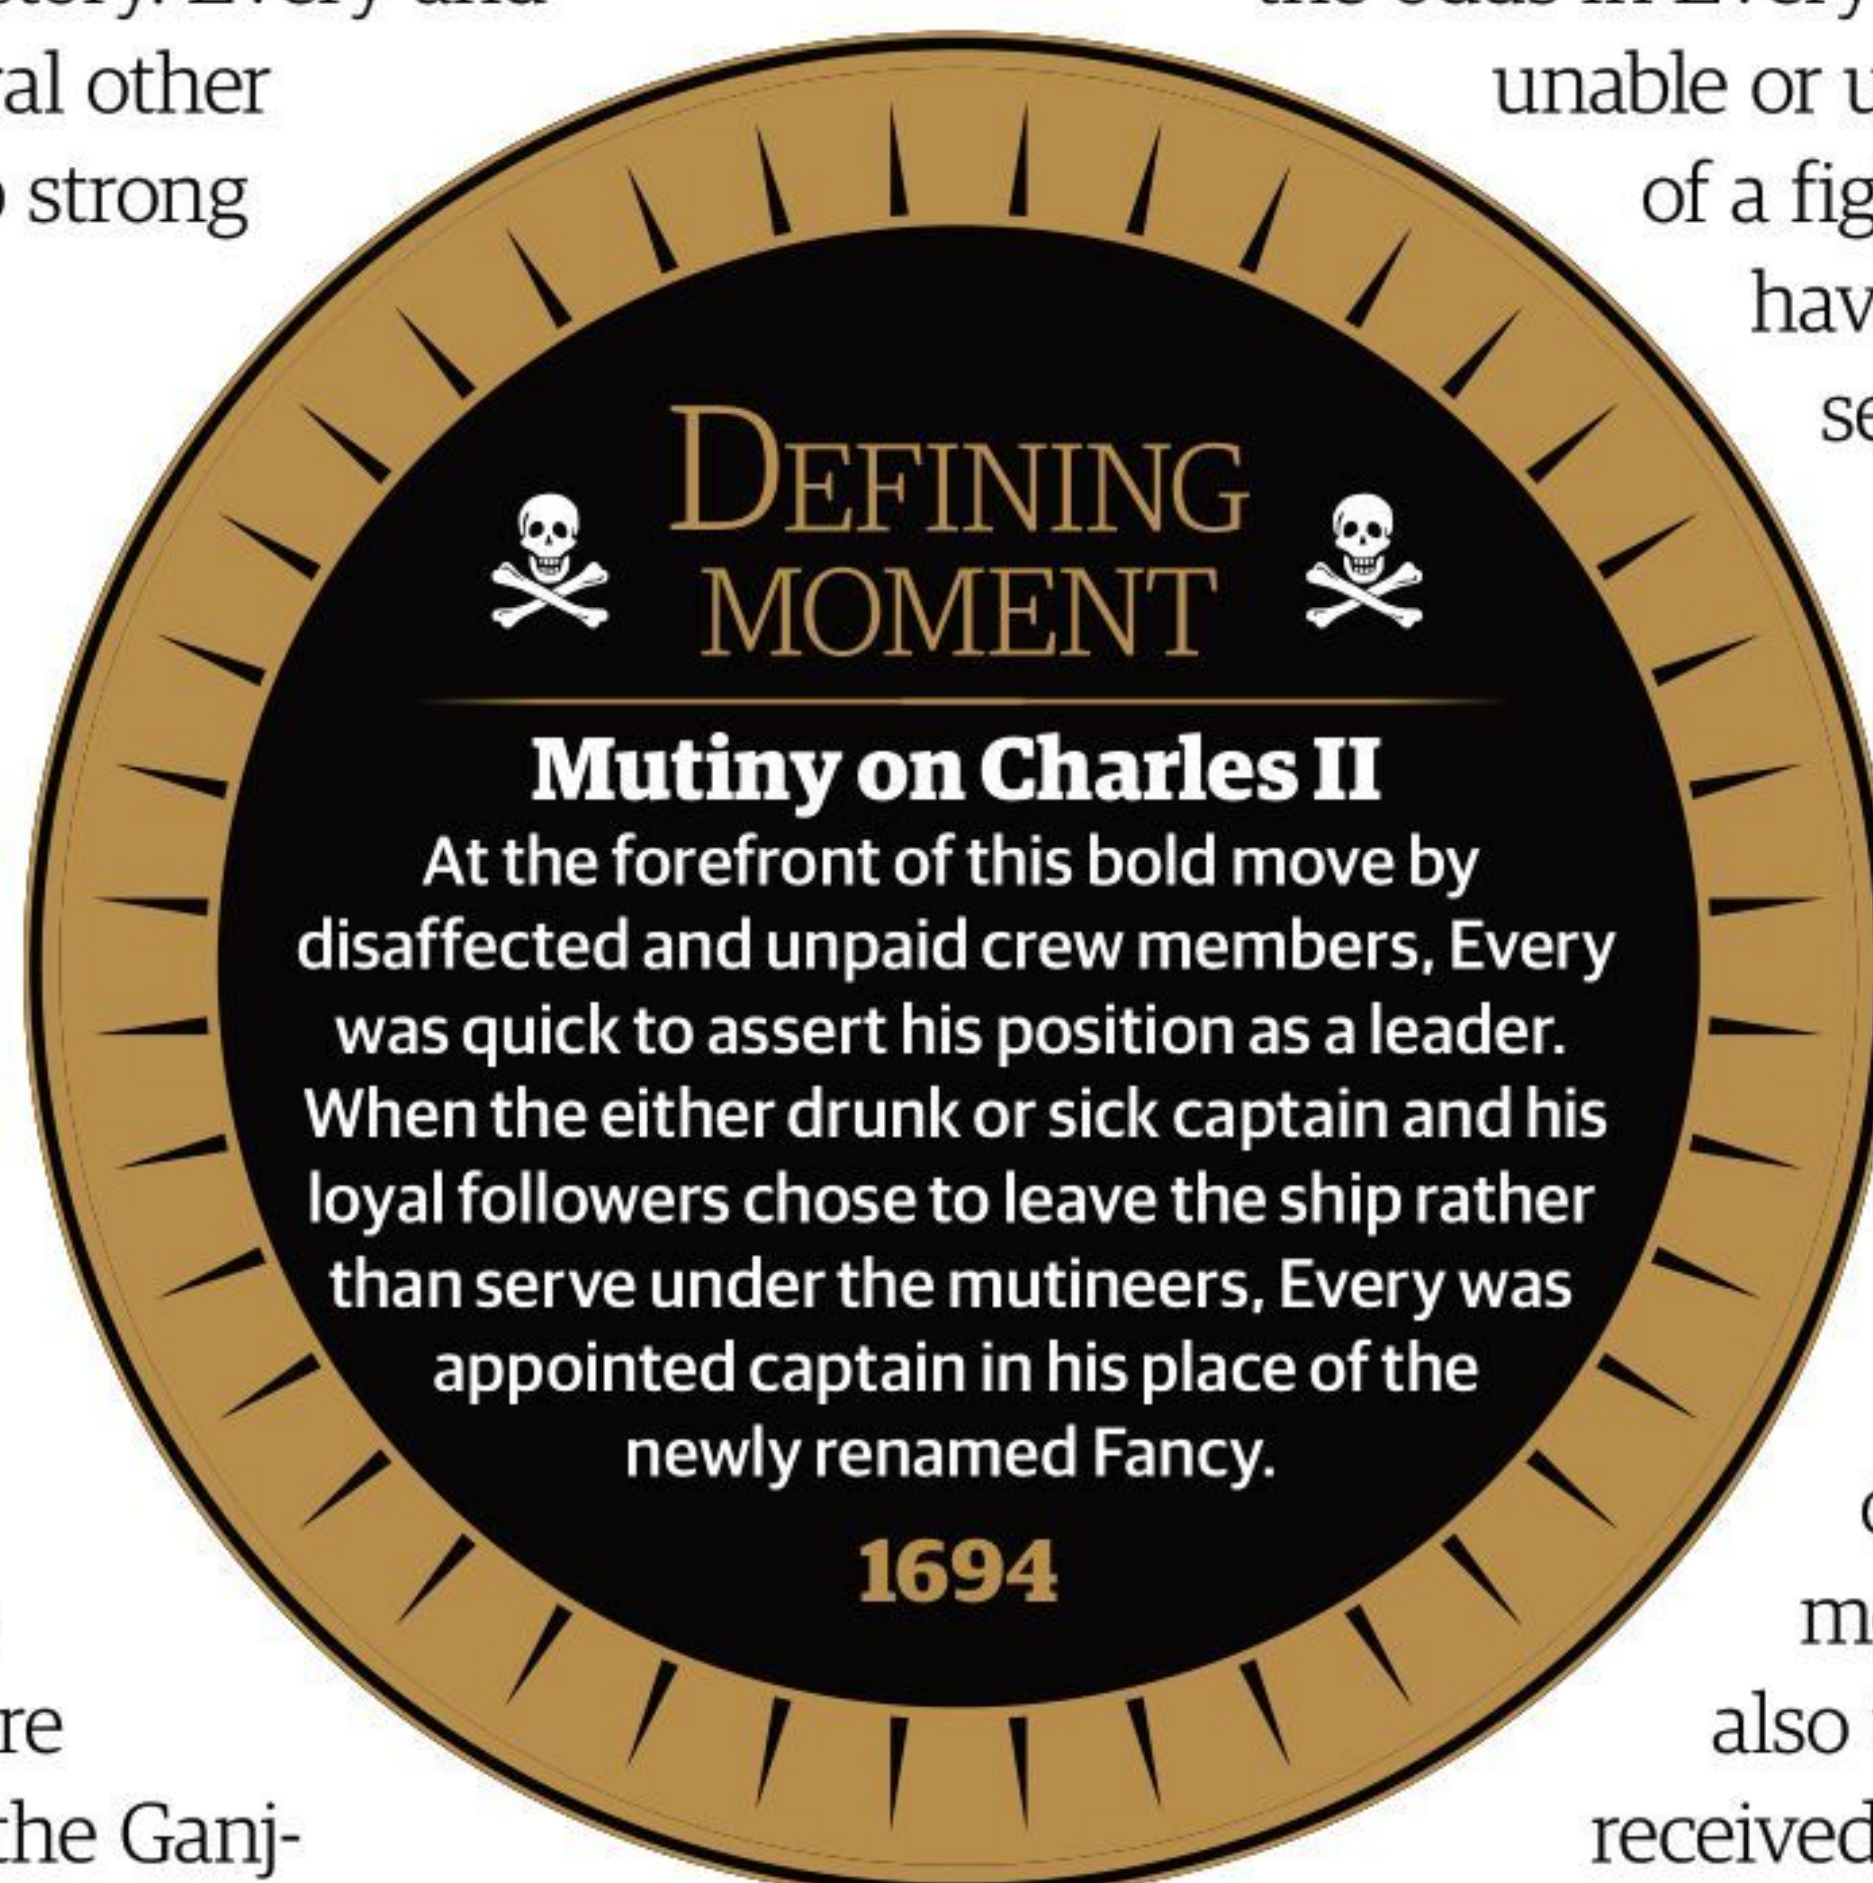 al other
strong
unable or
of a
DEFINING
MOMENT
Mutiny on Charles II
At the forefront of this bold move by
disaffected and unpaid crew members, Every
was quick to assert his position as a leader.
When the either drunk or sick captain and his
loyal followers chose to leave the ship rather
than serve under the mutineers, Every was
appointed captain in his place of the
newly renamed Fancy.
1694
re
the Ganj-
also
received